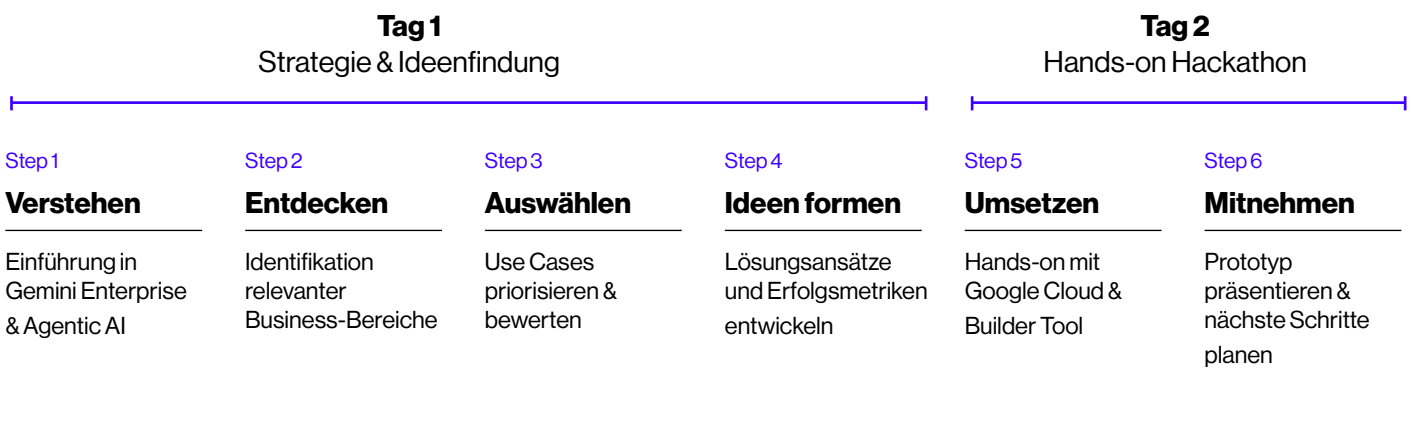 Tag 1
Strategie & Ideenfindung
Tag 2
Hands-on Hackathon
Step 1
Verstehen
Einführung in
Gemini Enterprise
& Agentic AI
Step 2
Entdecken
Identifikation
relevanter
Business-Bereiche
Step 3
Auswählen
Use Cases
priorisieren &
bewerten
Step 4
Ideen formen
Lösungsansätze
und Erfolgsmetriken
entwickeln
Step 5
Umsetzen
Hands-on mit
Google Cloud &
Builder Tool
Step 6
Mitnehmen
Prototyp
präsentieren &
nächste Schritte
planen